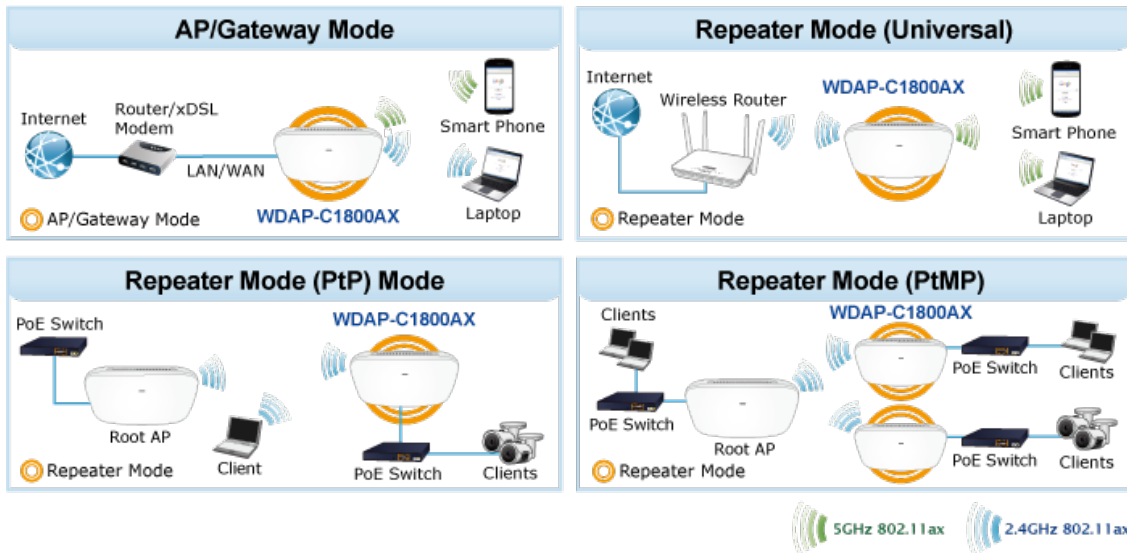 AP/Gateway Mode
Internet
Router/xDSL
Modem
LAN/WAN
WDAP-C1800AX
Smart Phone
Laptop
AP/Gateway Mode
Repeater Mode (Universal)
Internet
Wireless Router
WDAP-C1800AX
Smart Phone
Laptop
Repeater Mode
Repeater Mode (PtP) Mode
PoE Switch
Root AP
Client
WDAP-C1800AX
PoE Switch
Clients
Repeater Mode
Repeater Mode (PtMP)
Clients
PoE Switch
Root AP
WDAP-C1800AX
PoE Switch
Clients
PoE Switch
Clients
Repeater Mode
5GHz 802.11ax
2.4GHz 802.11ax